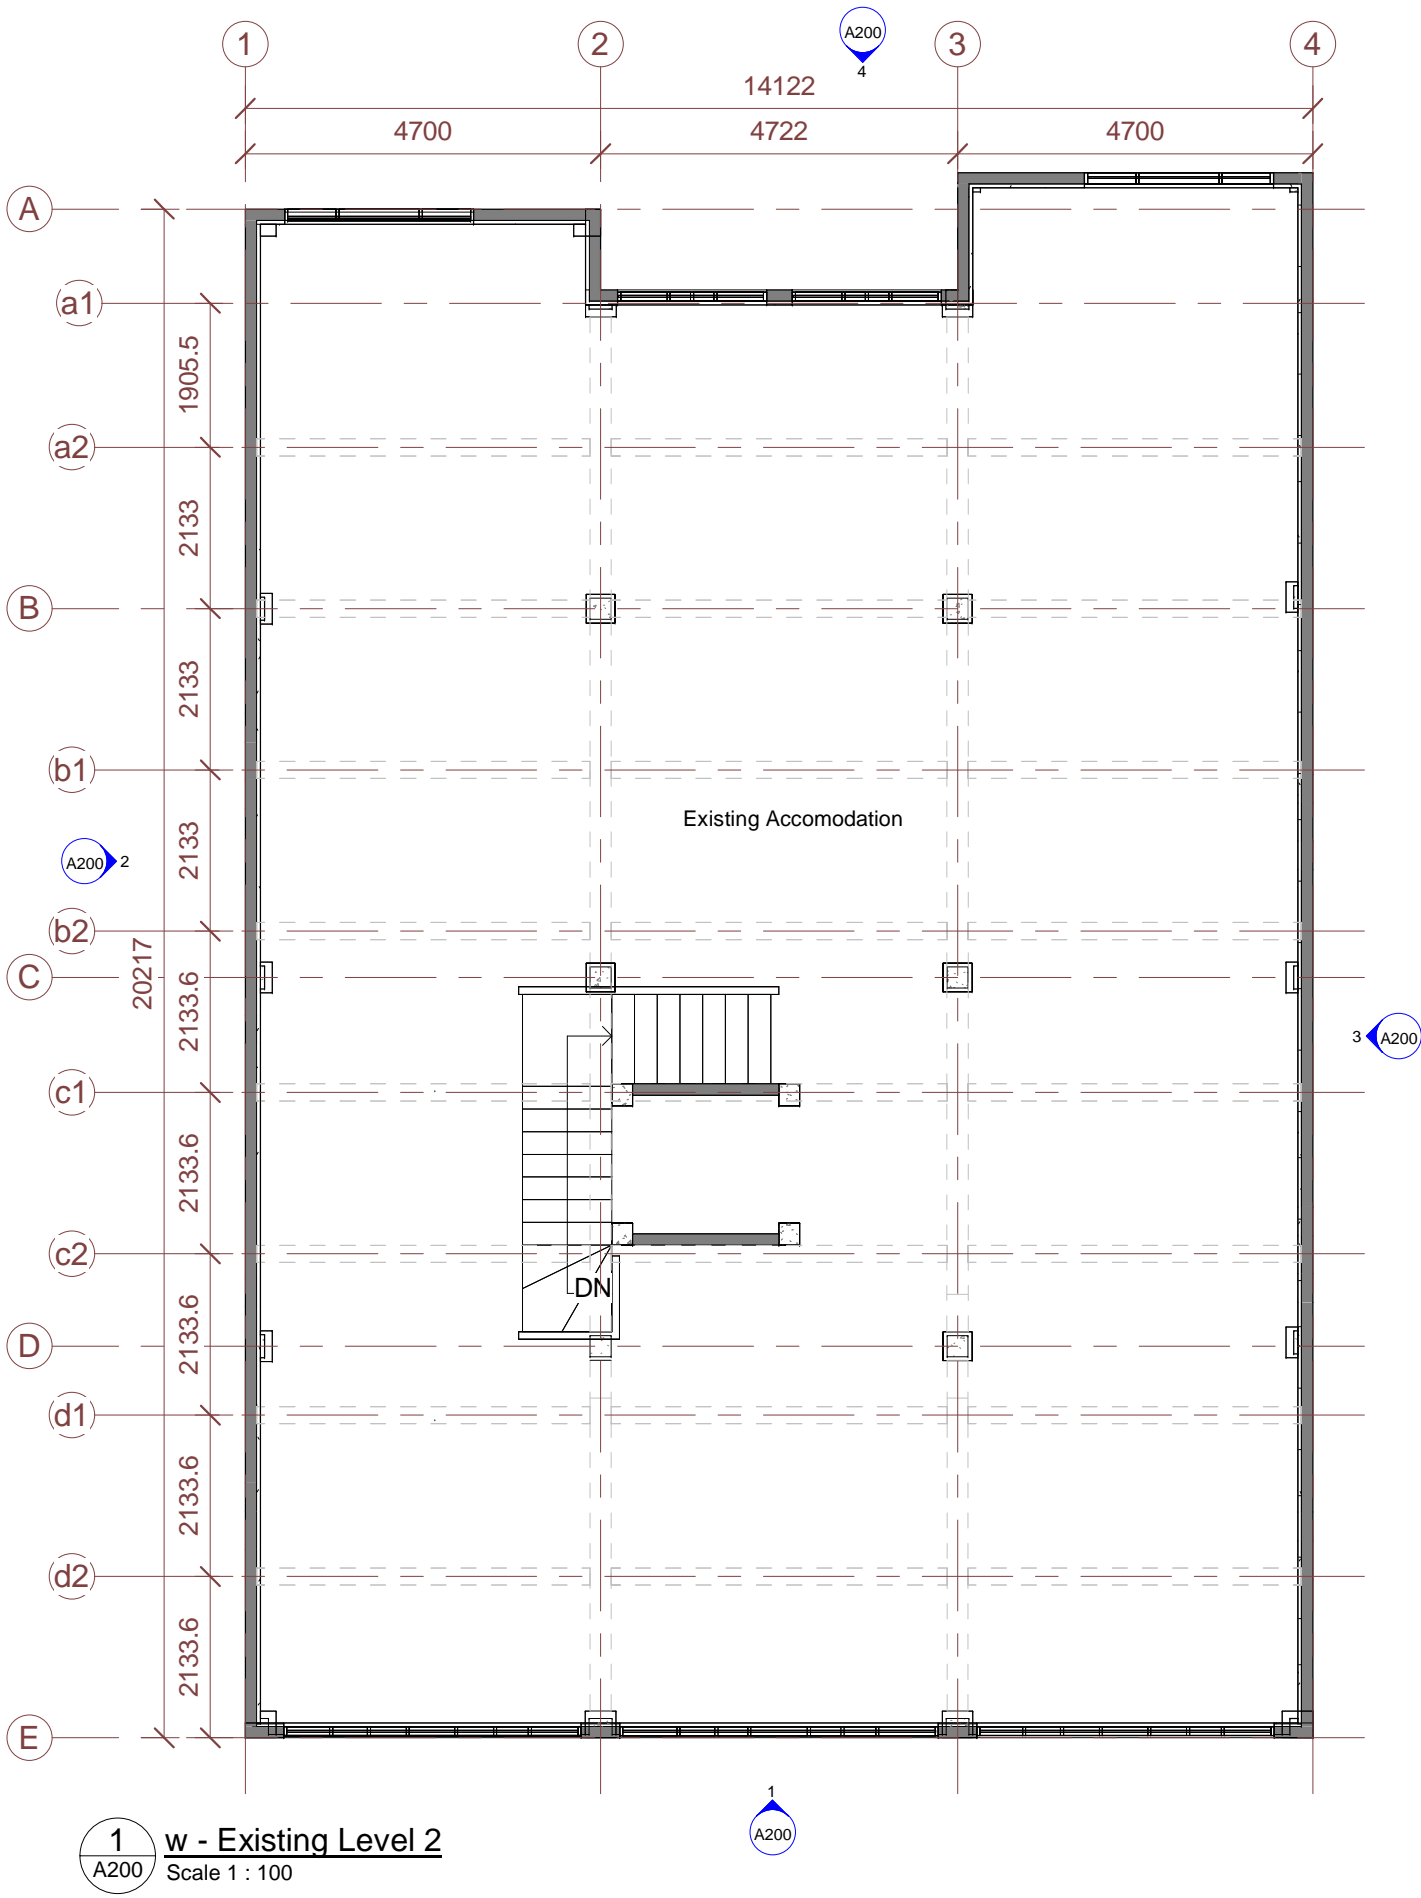 1
2
A200
4
3
4
14122
4700
4722
4700
A
a1
1905.5
a2
2133
B
2133
b1
Existing Accomodation
2133
A200
2
b2
20217
C
2133.6
3
A200
c1
2133.6
c2
DN
2133.6
D
d1
2133.6
d2
2133.6
E
1
A200
1
A200
w - Existing Level 2
Scale 1 : 100